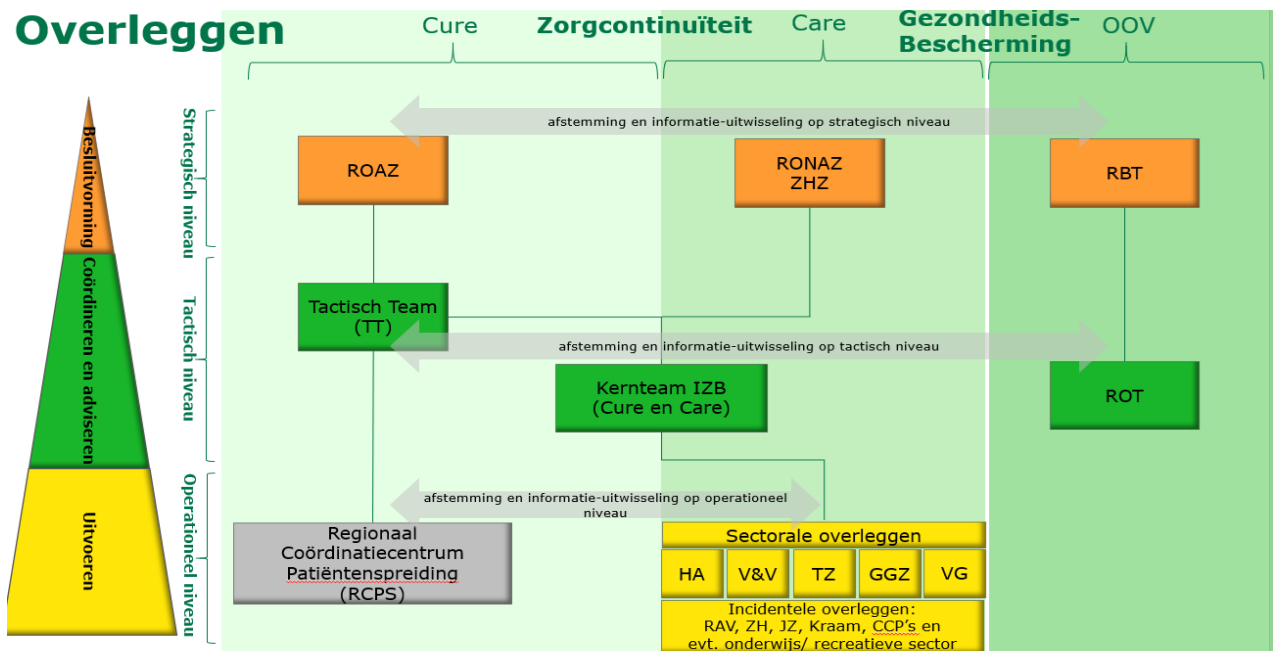 Overleggen
Cure
Zorgcontinuïteit
Care
Gezondheids-
Bescherming
OOV
Besluitvorming
Coördineren en adviseren
Uitvoeren
Strategisch niveau
Tactisch niveau
Operationeel niveau
afstemming en informatie-uitwisseling op strategisch niveau
ROAZ
RONAZ
ZHZ
RBT
Tactisch Team
(TT)
afstemming en informatie-uitwisseling op tactisch niveau
Kernteam IZB
(Cure en Care)
ROT
afstemming en informatie-uitwisseling op operationeel
niveau
Regionaal
Coördinatiecentrum
Patiëntenspreiding
(RCPS)
Sectorale overleggen
HA
V&V
TZ
GGZ
VG
Incidentele overleggen:
RAV, ZH, JZ, Kraam, CCP's en
evt. onderwijs/ recreatieve sector